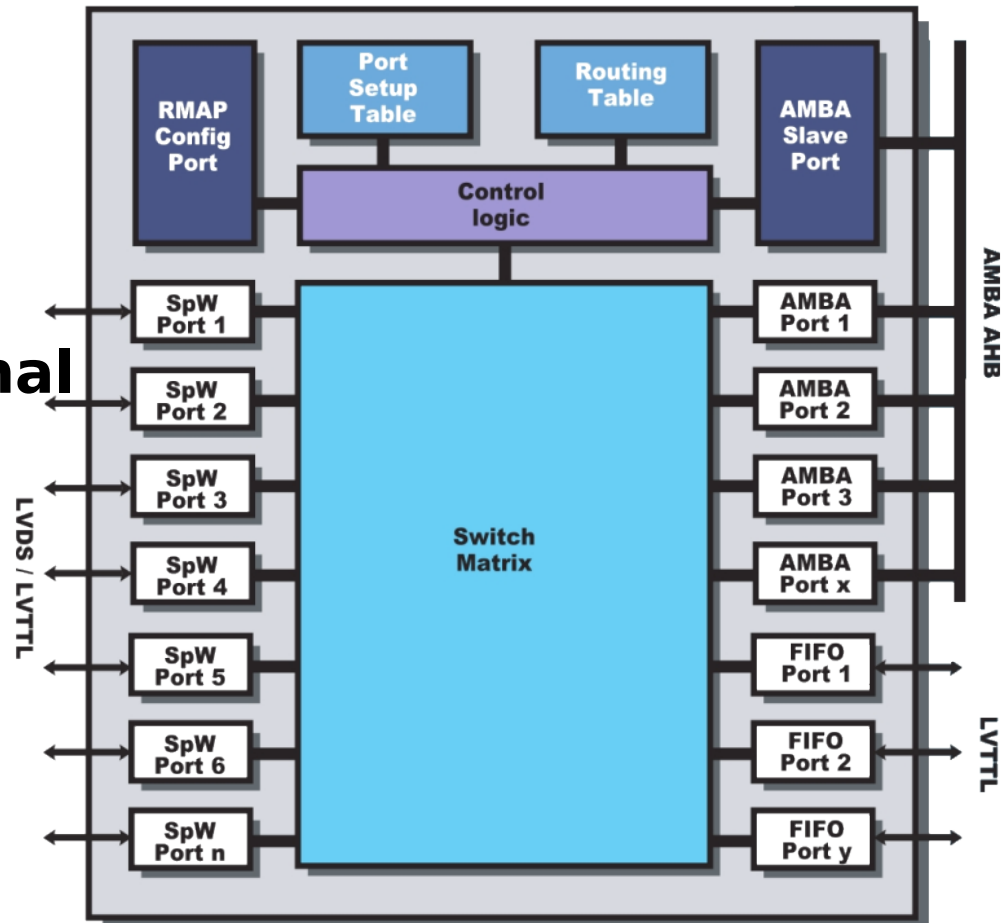 RMAP
Config
Port
Port
Setup
Table
Routing
Table
AMBA
Slave
Port
Control
logic
SpW
Port 1
SpW
Port 2
SpW
Port 3
SpW
Port 4
SpW
Port 5
SpW
Port 6
SpW
Port n
Switch
Matrix
AMBA
Port 1
AMBA
Port 2
AMBA
Port 3
AMBA
Port x
FIFO
Port 1
FIFO
Port 2
FIFO
Port y
nal
LVDS / LVTTL
AMBA AHB
LVTTL